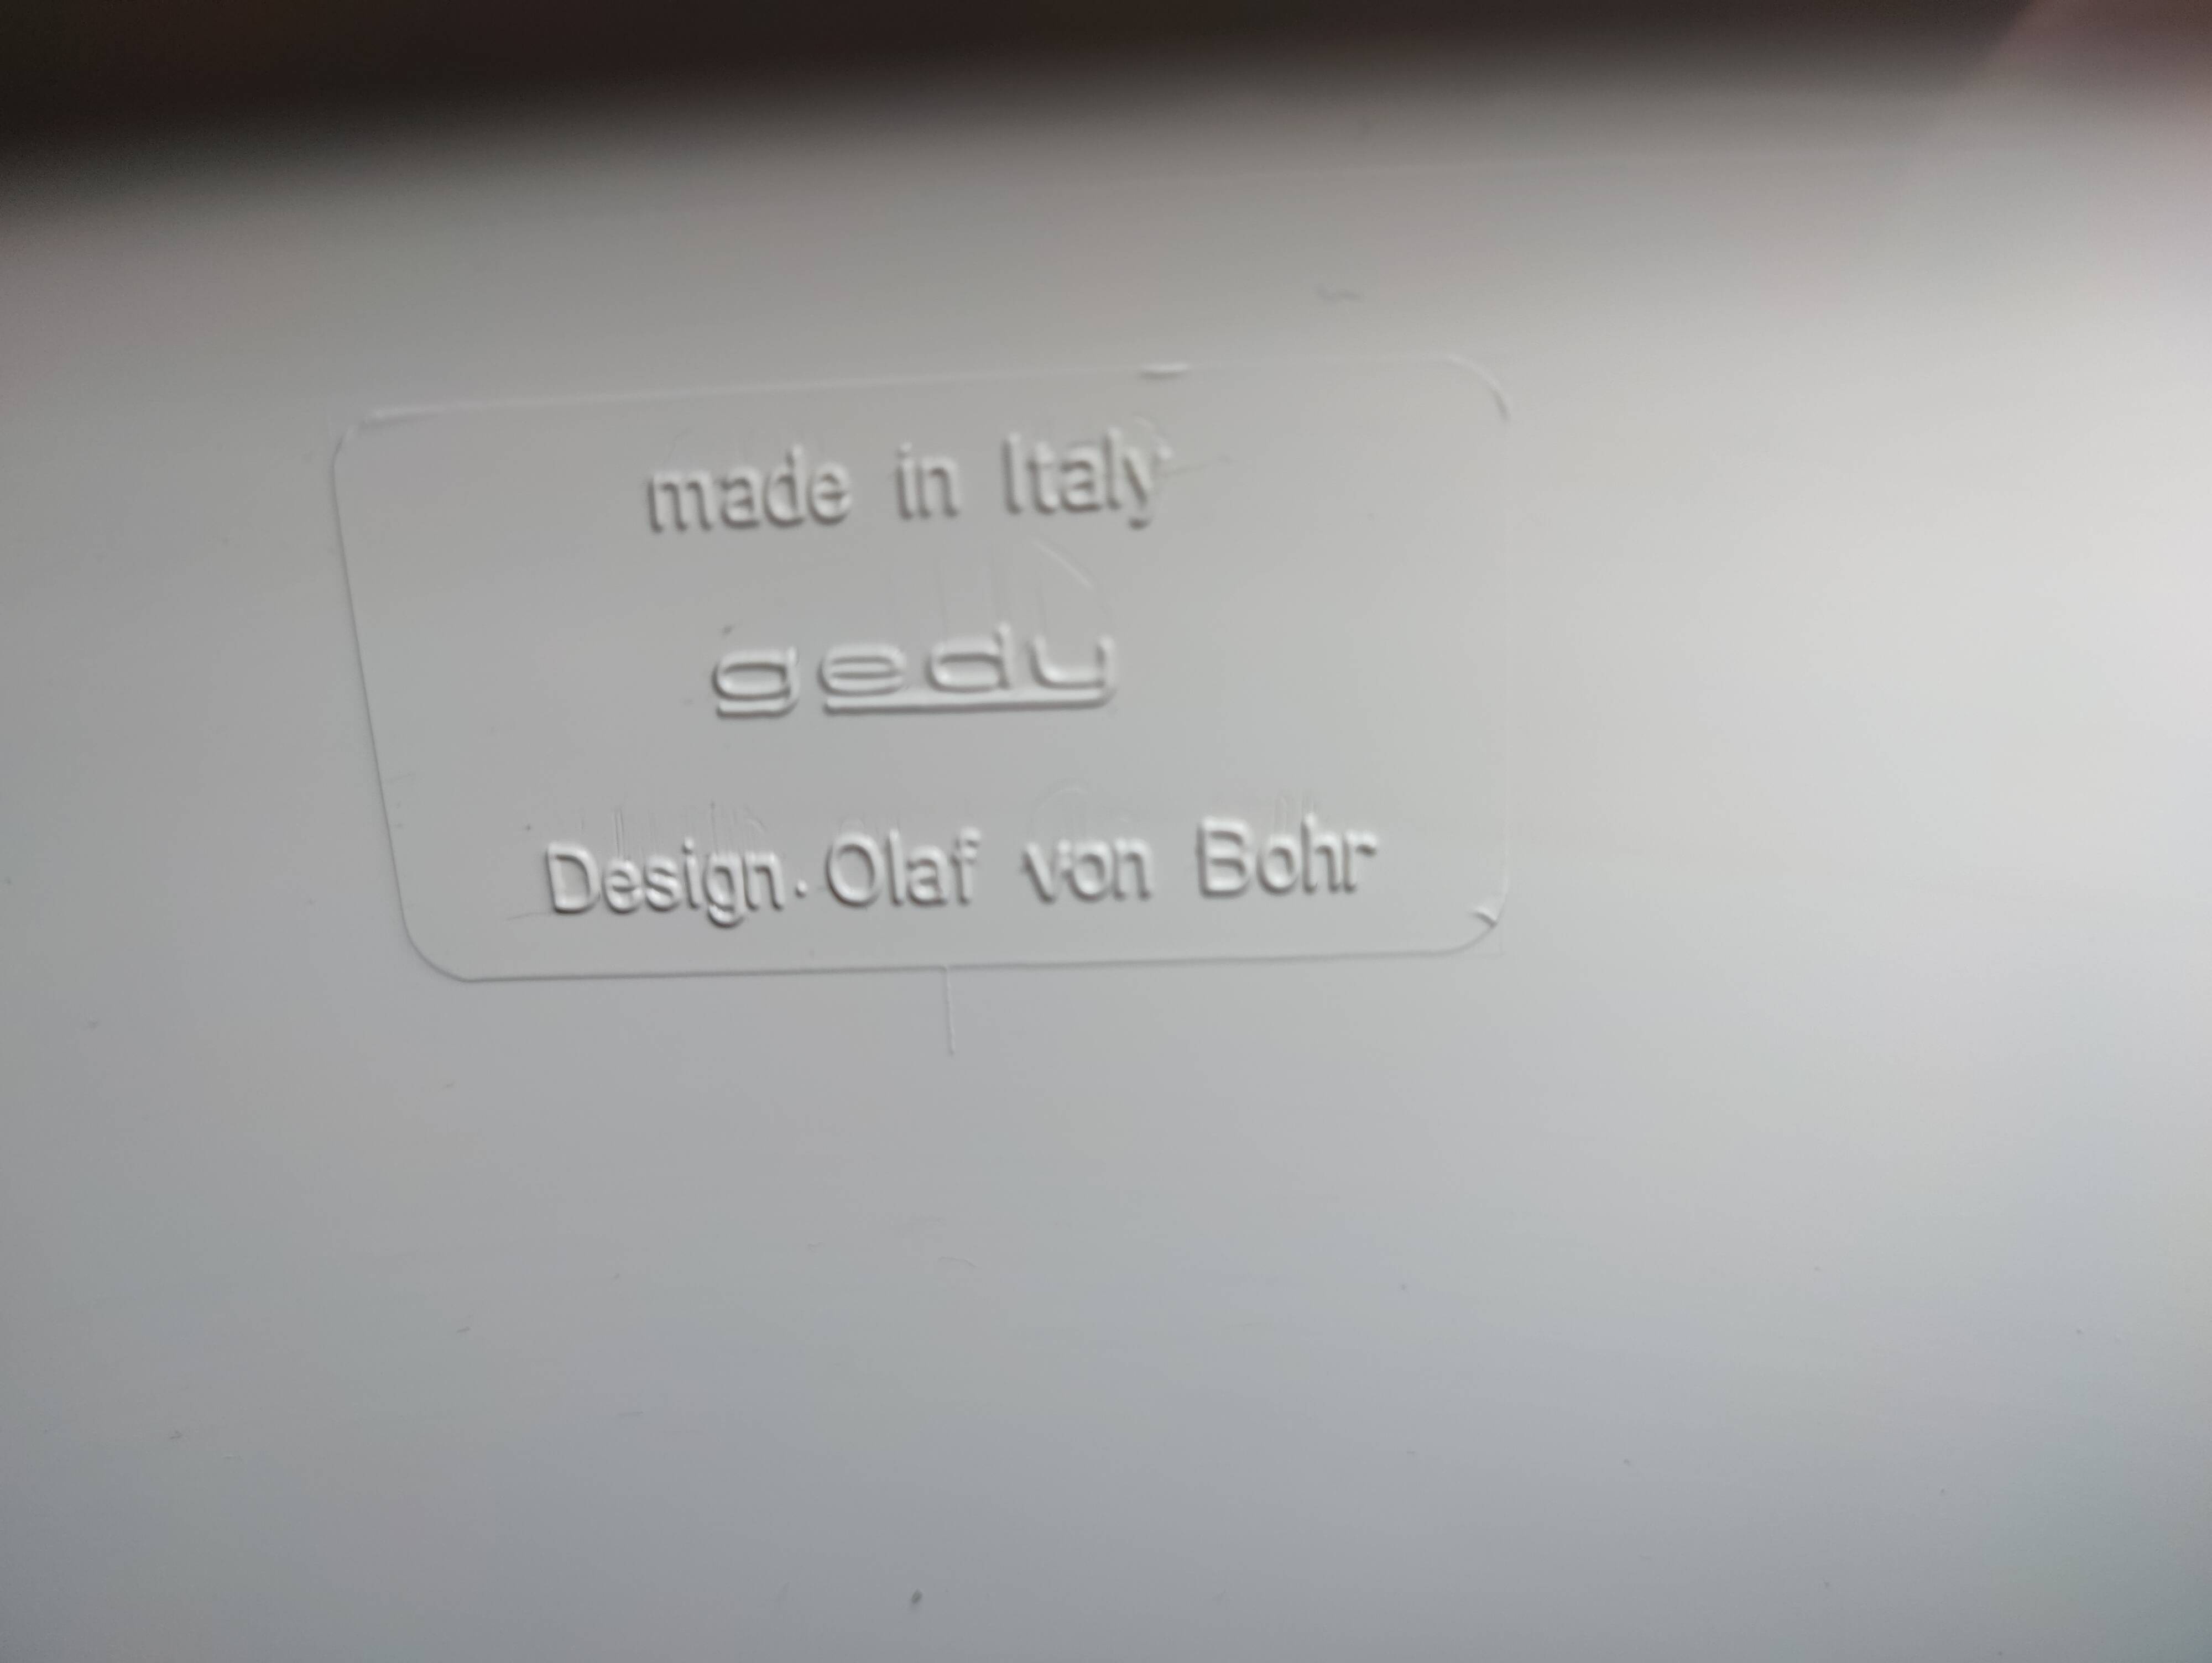 made in Italy
gedy
Design. Olaf von Bohr